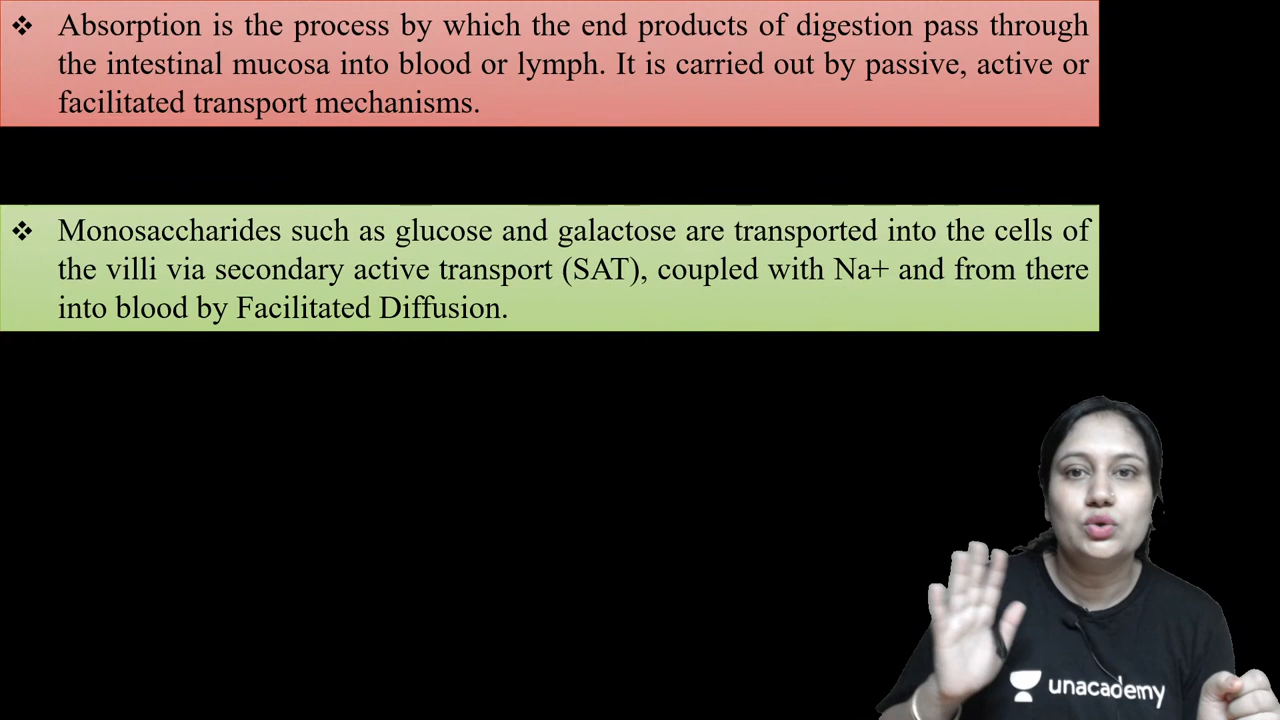 ❖ Absorption is the process by which the end products of digestion pass through
the intestinal mucosa into blood or lymph. It is carried out by passive, active or
facilitated transport mechanisms.
❖ Monosaccharides such as glucose and galactose are transported into the cells of
the villi via secondary active transport (SAT), coupled with Na+ and from there
into blood by Facilitated Diffusion.
unacademy